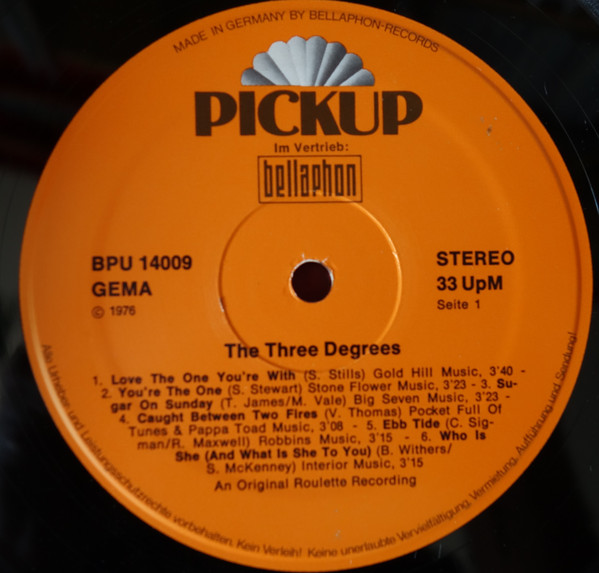 MADE IN GERMANY BY BELLAPHON-RECORDS
PICKUP
Im Vertrieb:
bellaphon
BPU 14009
GEMA
© 1976
STEREO
33 UpM
Seite 1
The Three Degrees
1. Love The One You're With (S. Stills) Gold Hill Music, 3'40 -
2. You're The One (S. Stewart) Stone Flower Music, 3'23 - 3. Su-
gar On Sunday (T. James/M. Vale) Big Seven Music, 3'23 -
4. Caught Between Two Fires (V. Thomas) Pocket Full Of
Tunes & Pappa Toad Music, 3'08 - 5. Ebb Tide (C. Sig-
man/R. Maxwell) Robbins Music, 3'15 - 6. Who Is
She (And What is She To You) (B. Withers/
S. McKenney) Interior Music, 3'15
An Original Roulette Recording
Alle Urheber- und Leistungsschutzrechte vorbehalten. Kein Verleih! Keine unerlaubte Vervielfältigung, Vermietung, Aufführung und Sendung!